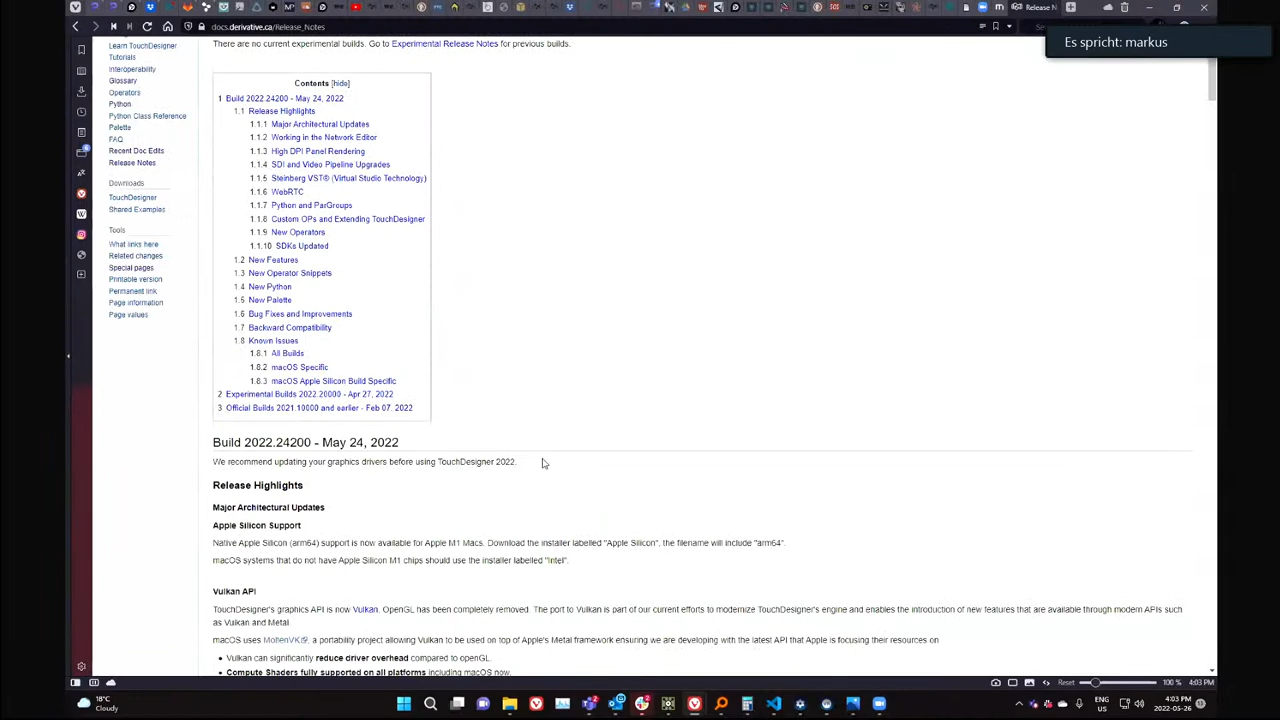 Release N
docs.derivative.ca/Release_Notes
Es spricht: markus
Learn TouchDesigner
Tutorials
Interoperability
Glossary
Operators
Python
Python Class Reference
Palette
FAQ
Recent Doc Edits
Release Notes
Downloads
TouchDesigner
Shared Examples
Tools
What links here
Related changes
Special pages
Printable version
Permanent link
Page information
Page values
There are no current experimental builds. Go to Experimental Release Notes for previous builds.
Contents [hide]
1 Build 2022.24200 - May 24, 2022
1.1 Release Highlights
1.1.1 Major Architectural Updates
1.1.2 Working in the Network Editor
1.1.3 High DPI Panel Rendering
1.1.4 SDI and Video Pipeline Upgrades
1.1.5 Steinberg VST® (Virtual Studio Technology)
1.1.6 WebRTC
1.1.7 Python and ParGroups
1.1.8 Custom OPs and Extending TouchDesigner
1.1.9 New Operators
1.1.10 SDKs Updated
1.2 New Features
1.3 New Operator Snippets
1.4 New Python
1.5 New Palette
1.6 Bug Fixes and Improvements
1.7 Backward Compatibility
1.8 Known Issues
1.8.1 All Builds
1.8.2 macOS Specific
1.8.3 macOS Apple Silicon Build Specific
2 Experimental Builds 2022.20000 - Apr 27, 2022
3 Official Builds 2021.10000 and earlier - Feb 07, 2022
Build 2022.24200 - May 24, 2022
We recommend updating your graphics drivers before using TouchDesigner 2022.
Release Highlights
Major Architectural Updates
Apple Silicon Support
Native Apple Silicon (arm64) support is now available for Apple M1 Macs. Download the installer labelled "Apple Silicon", the filename will include "arm64".
macOS systems that do not have Apple Silicon M1 chips should use the installer labelled "Intel".
Vulkan API
TouchDesigner's graphics API is now Vulkan, OpenGL has been completely removed. The port to Vulkan is part of our current efforts to modernize TouchDesigner's engine and enables the introduction of new features that are available through modern APIs such
as Vulkan and Metal
macOS uses MoltenVK, a portability project allowing Vulkan to be used on top of Apple's Metal framework ensuring we are developing with the latest API that Apple is focusing their resources on
• Vulkan can significantly reduce driver overhead compared to openGL.
• Compute Shaders fully supported on all platforms including macOS now.
Reset 100 % 4:03 PM
18°C
Cloudy
ENG
US
4:03 PM
2022-05-26